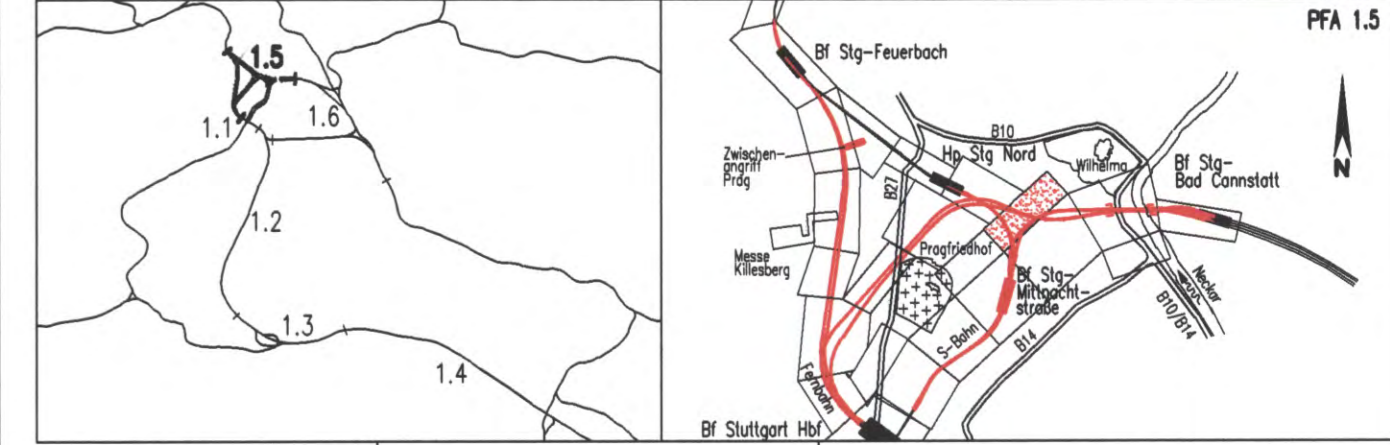 1.5
1.6
1.1
1.2
1.3
1.4
PFA 1.5
Bf Stg-Feuerbach
N
B10
Zwischen-
angriff
Prag
Hp Stg Nord
Wilhelma
Bf Stg-
Bad Cannstatt
B27
Messe
Killesberg
Pragfriedhof
Bf Stg-
Mittnacht-
straße
Neckar
B10/B14
S-Bahn
B14
Fernbahn
Bf Stuttgart Hbf